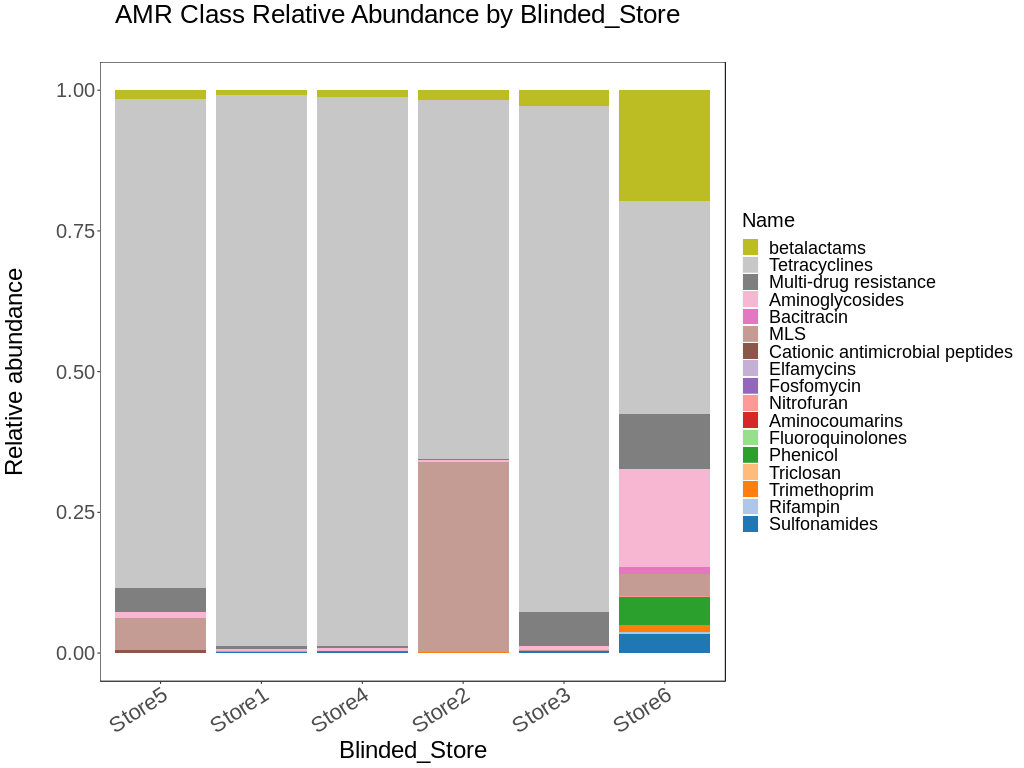 AMR Class Relative Abundance by Blinded_Store
Relative abundance
1.00
0.75
0.50
0.25
0.00
Store5
Store1
Store4
Store2
Store3
Store6
Blinded_Store
Name
betalactams
Tetracyclines
Multi-drug resistance
Aminoglycosides
Bacitracin
MLS
Cationic antimicrobial peptides
Elfamycins
Fosfomycin
Nitrofuran
Aminocoumarins
Fluoroquinolones
Phenicol
Triclosan
Trimethoprim
Rifampin
Sulfonamides